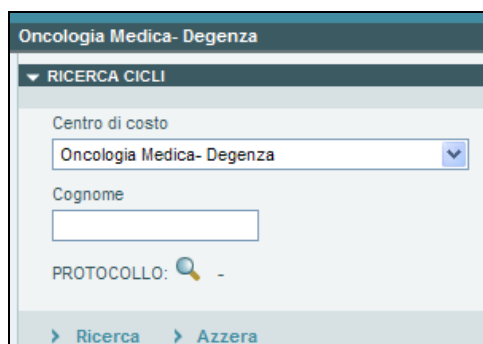 Oncologia Medica- Degenza
RICERCA CICLI
Centro di costo
Oncologia Medica- Degenza
Cognome
PROTOCOLLO: -
Ricerca Azzera